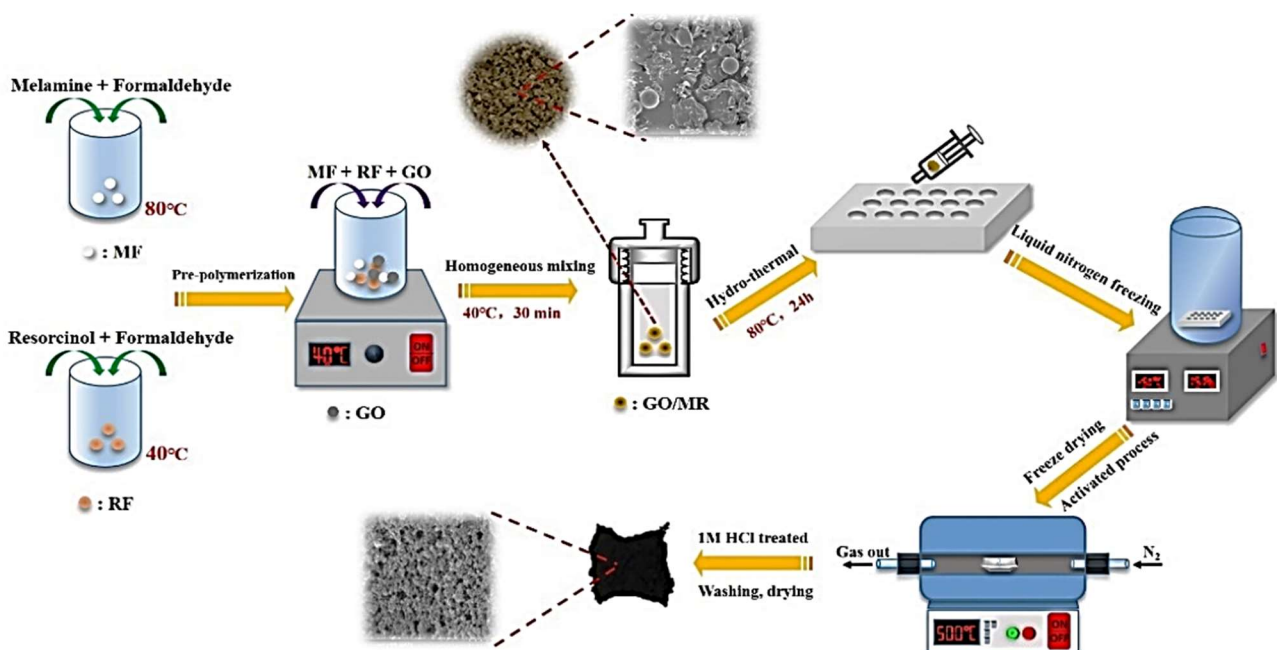 Melamine + Formaldehyde
80℃
: MF
Resorcinol + Formaldehyde
40℃
: RF
Pre-polymerization
MF + RF + GO
40℃
ON
OFF
: GO
Homogeneous mixing
40℃, 30 min
: GO/MR
Hydro-thermal
80℃, 24h
Liquid nitrogen freezing
Freeze drying
Activated process
Gas out
N₂
500℃
ON
OFF
1M HCl treated
Washing, drying